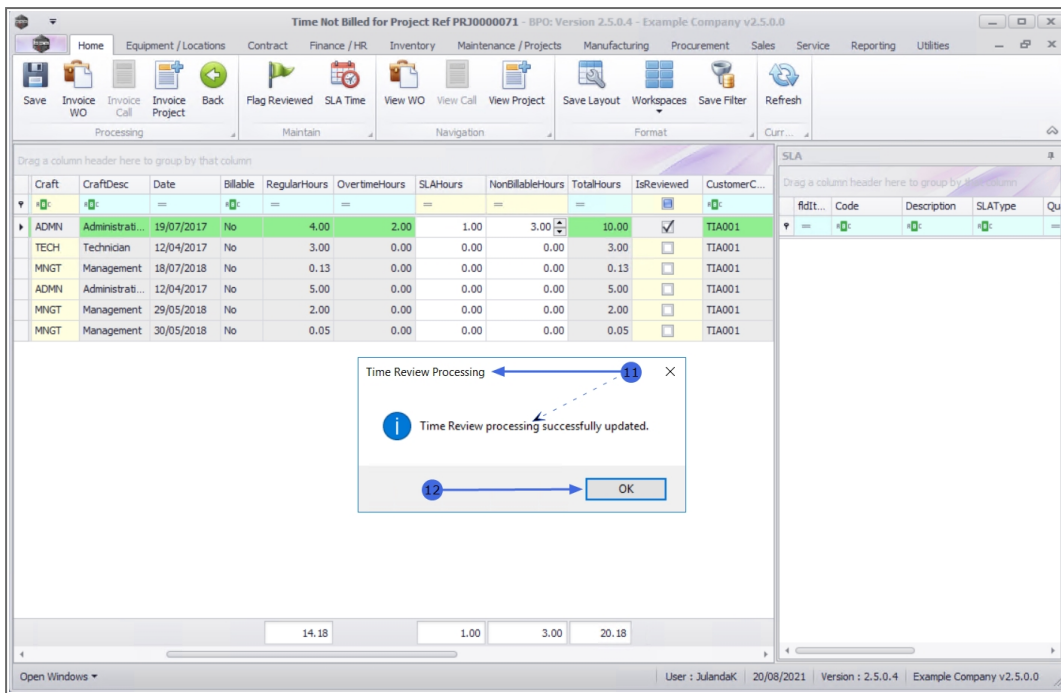 Time Not Billed for Project Ref PRJ0000071 - BPO: Version 2.5.0.4 - Example Company v2.5.0.0
Home Equipment / Locations Contract Finance / HR Inventory Maintenance / Projects Manufacturing Procurement Sales Service Reporting Utilities
Save Invoice WO Invoice Call Invoice Project Back Flag Reviewed SLA Time View WO View Call View Project Save Layout Workspaces Save Filter Refresh
Processing Maintain Navigation Format Curr...
Drag a column header here to group by that column
Craft CraftDesc Date Billable RegularHours OvertimeHours SLAHours NonBillableHours TotalHours IsReviewed CustomerC...
ADMN Administrati... 19/07/2017 No 4.00 2.00 1.00 3.00 10.00 TIA001
TECH Technician 12/04/2017 No 3.00 0.00 0.00 0.00 3.00 TIA001
MNGT Management 18/07/2018 No 0.13 0.00 0.00 0.00 0.13 TIA001
ADMN Administrati... 12/04/2017 No 5.00 0.00 0.00 0.00 5.00 TIA001
MNGT Management 29/05/2018 No 2.00 0.00 0.00 0.00 2.00 TIA001
MNGT Management 30/05/2018 No 0.05 0.00 0.00 0.00 0.05 TIA001
14.18 1.00 3.00 20.18
SLA
Drag a column header here to group by that column
fldIt... Code Description SLAType Qu
Time Review Processing 11
Time Review processing successfully updated.
12 OK
Open Windows User : JulandaK 20/08/2021 Version : 2.5.0.4 Example Company v2.5.0.0